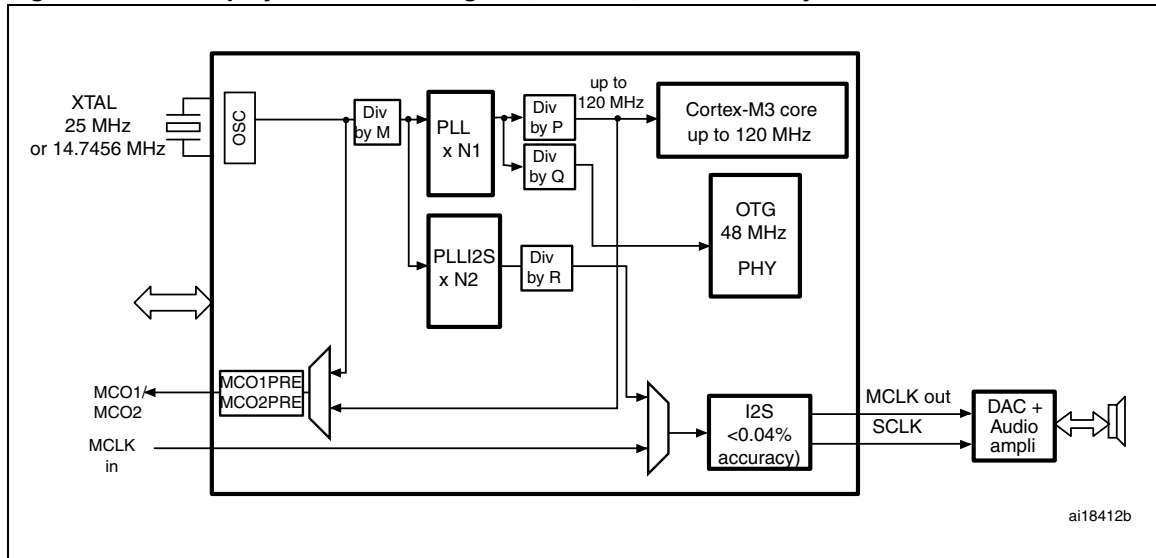 XTAL
25 MHz
or 14.7456 MHz
OSC
Div
by M
PLL
x N1
Div
by P
up to
120 MHz
Cortex-M3 core
up to 120 MHz
Div
by Q
OTG
48 MHz
PHY
PLLI2S
x N2
Div
by R
MCO1/
MCO2
MCO1PRE
MCO2PRE
MCLK
in
I2S
<0.04%
accuracy)
MCLK out
SCLK
DAC +
Audio
ampli
ai18412b